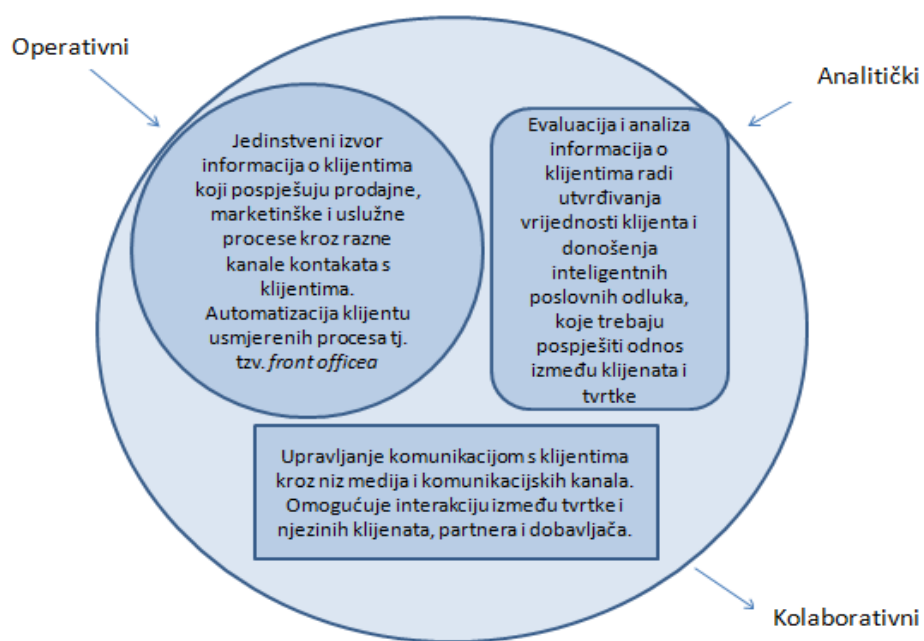 Operativni
Analitički
Jedinstveni izvor
informacija o klijentima
koji pospješuju prodajne,
marketinške i uslužne
procese kroz razne
kanale kontakata s
klijentima.
Automatizacija klijentu
usmjerenih procesa tj.
tzv. front officea
Evaluacija i analiza
informacija o
klijentima radi
utvrđivanja
vrijednosti klijenta i
donošenja
inteligentnih
poslovnih odluka,
koje trebaju
pospješiti odnos
između klijenata i
tvrtke
Upravljanje komunikacijom s klijentima
kroz niz medija i komunikacijskih kanala.
Omogućuje interakciju između tvrtke i
njezinih klijenata, partnera i dobavljača.
Kolaborativni